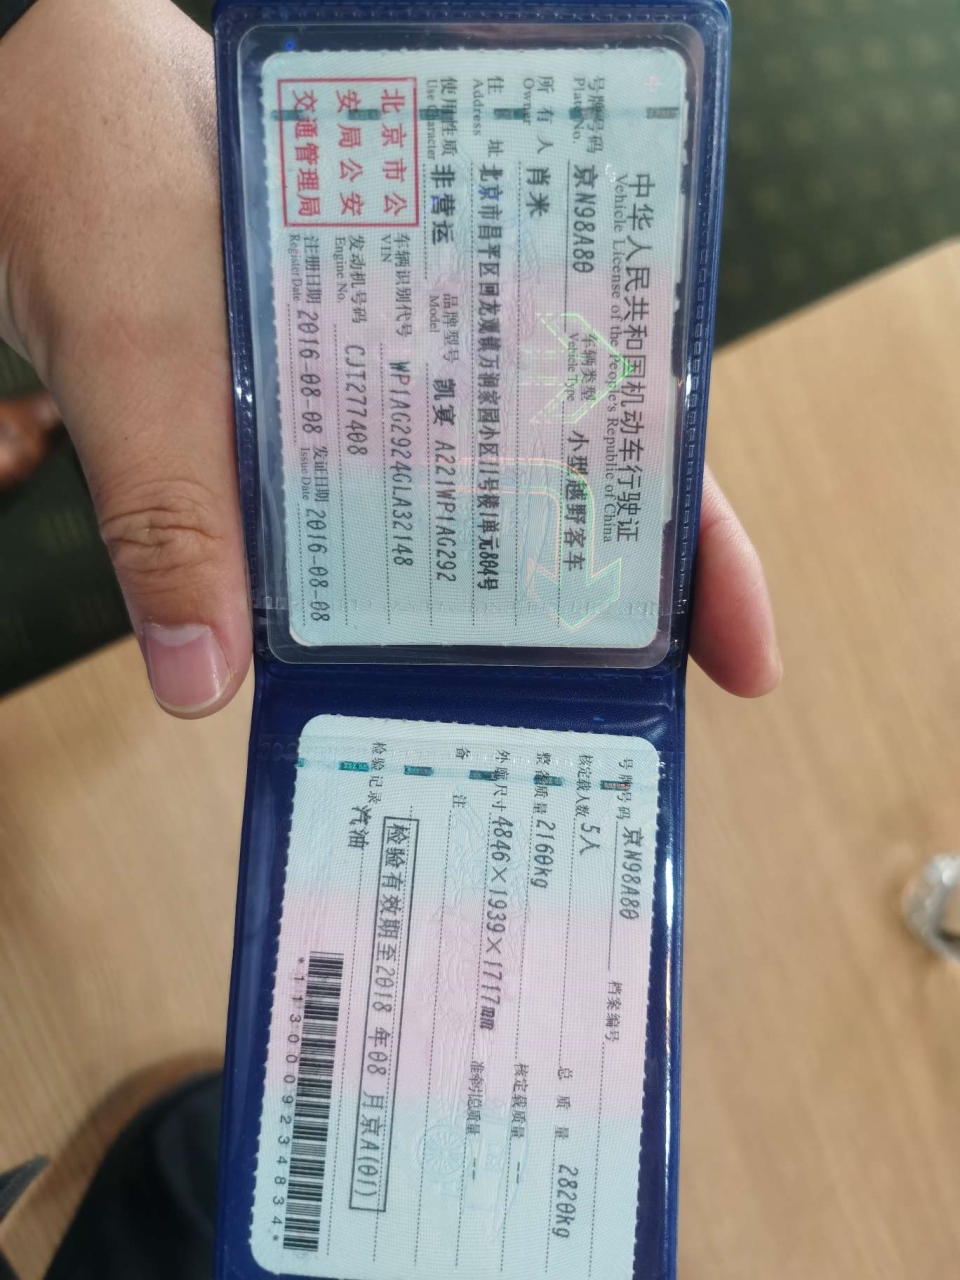 中华人民共和国机动车行驶证
Vehicle License of the People's Republic of China
号牌号码 京N98A80 车辆类型 小型越野客车
Plate No. Vehicle Type
所有人 肖米
Owner
住址 北京市昌平区回龙观镇万润家园小区11号楼1单元804号
Address
使用性质 非营运 品牌型号 凯宴 A221WP1AG292
Use Character Model
北京市公安局公安交通管理局
车辆识别代号 WP1AG2924GLA32148
VIN
发动机号码 CJT277408
Engine No.
注册日期 2016-08-08 发证日期 2016-08-08
Register Date Issue Date
号牌号码 京N98A80 档案编号
核定载人数 5人 总质量 2820kg
整备质量 2160kg 核定载质量 --
外廓尺寸 4846×1939×1717mm 准牵引总质量 --
备注
检验有效期至2018年08月京A(01)
检验记录 汽油
*1130009234834*